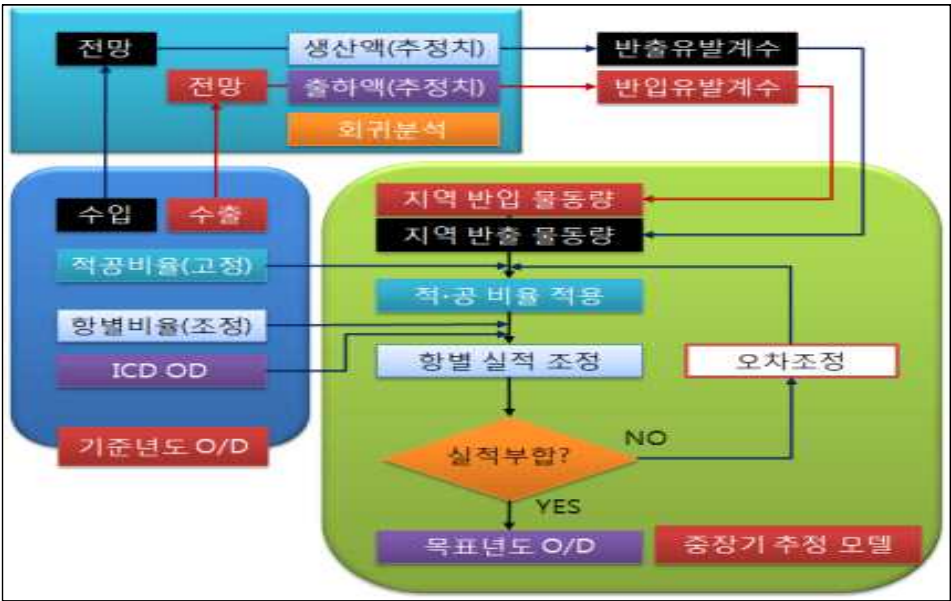 전망
생산액(추정치)
반출유발계수
전망
출하액(추정치)
반입유발계수
회귀분석
수입
수출
적공비율(고정)
항별비율(조정)
ICD OD
기준년도 O/D
지역 반입 물동량
지역 반출 물동량
적·공 비율 적용
항별 실적 조정
오차조정
실적부합?
NO
YES
목표년도 O/D
중장기 추정 모델